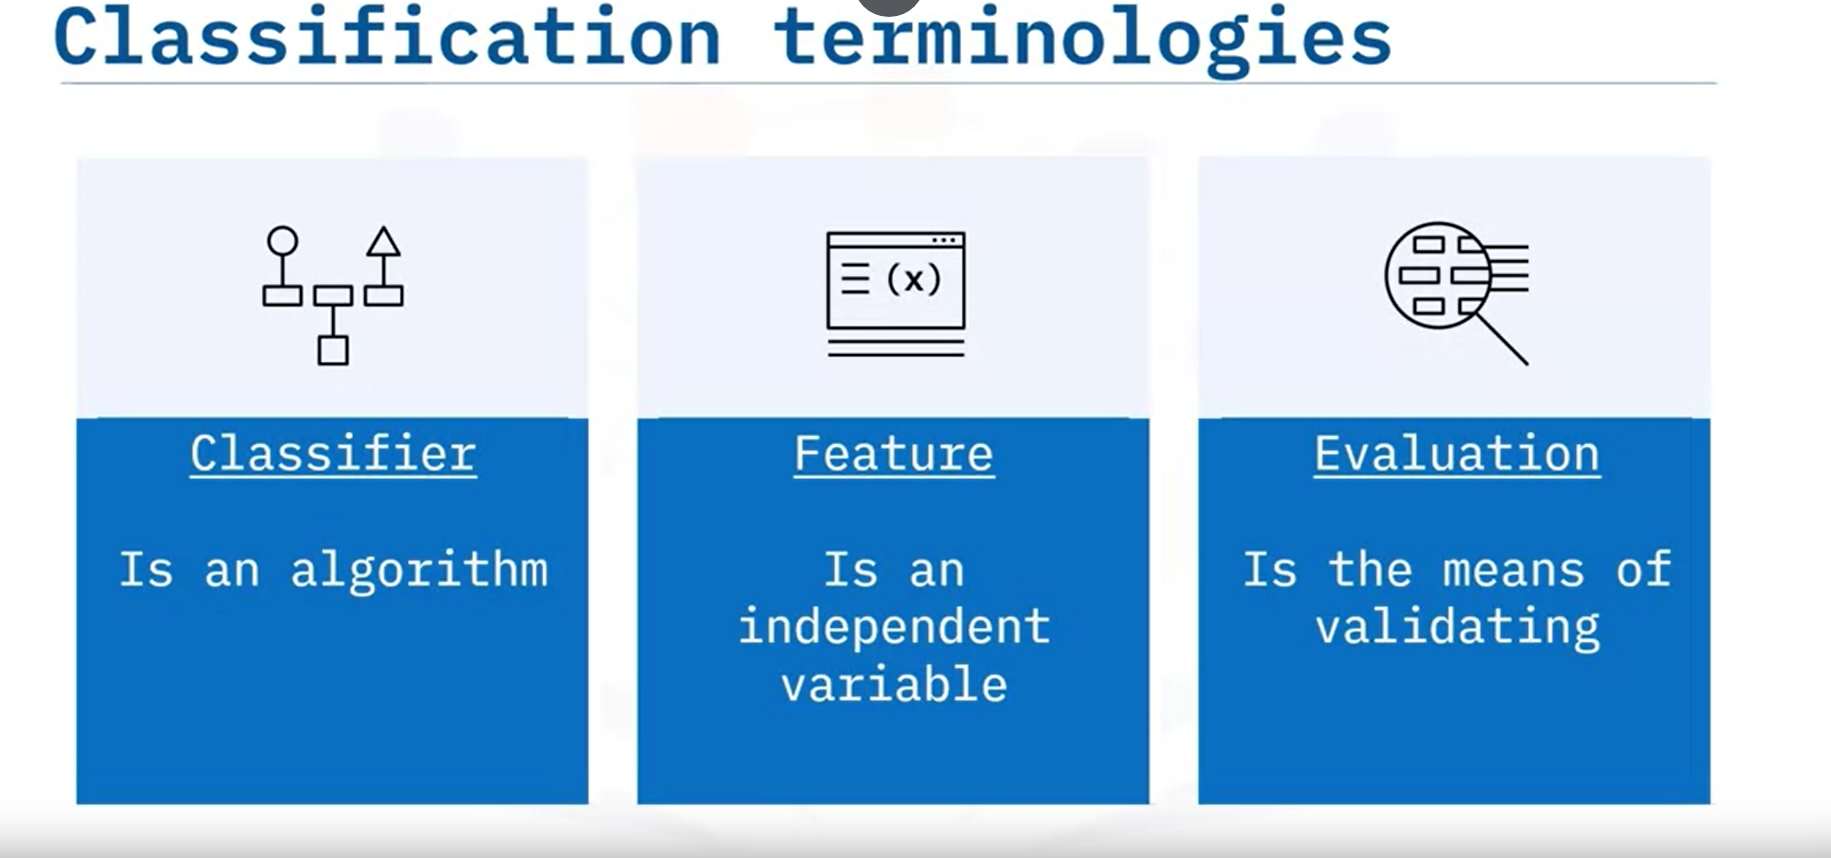 Classification terminologies
(x)
Classifier
Is an algorithm
Feature
Is an
independent
variable
Evaluation
Is the means of
validating